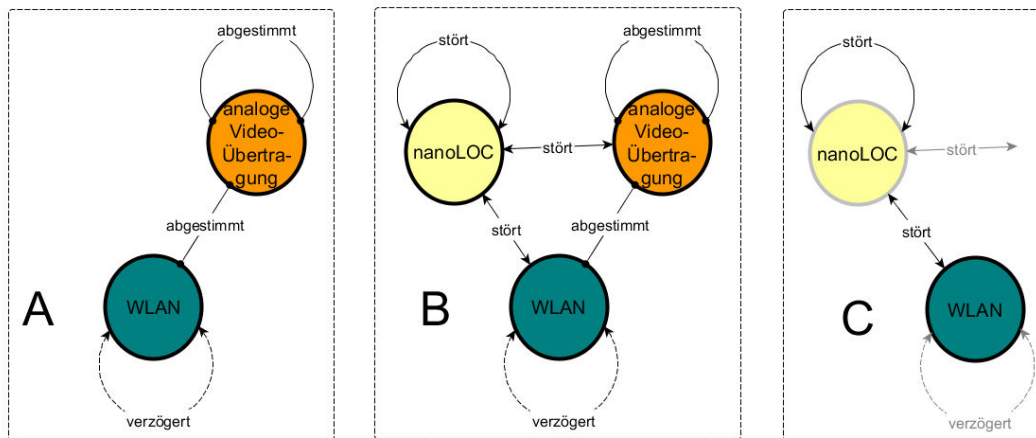 abgestimmt
analoge
Video-
Übertra-
gung
abgestimmt
WLAN
A
verzögert
stört
abgestimmt
nanoLOC
stört
analoge
Video-
Übertra-
gung
stört
abgestimmt
WLAN
B
verzögert
stört
nanoLOC
stört
stört
WLAN
C
verzögert